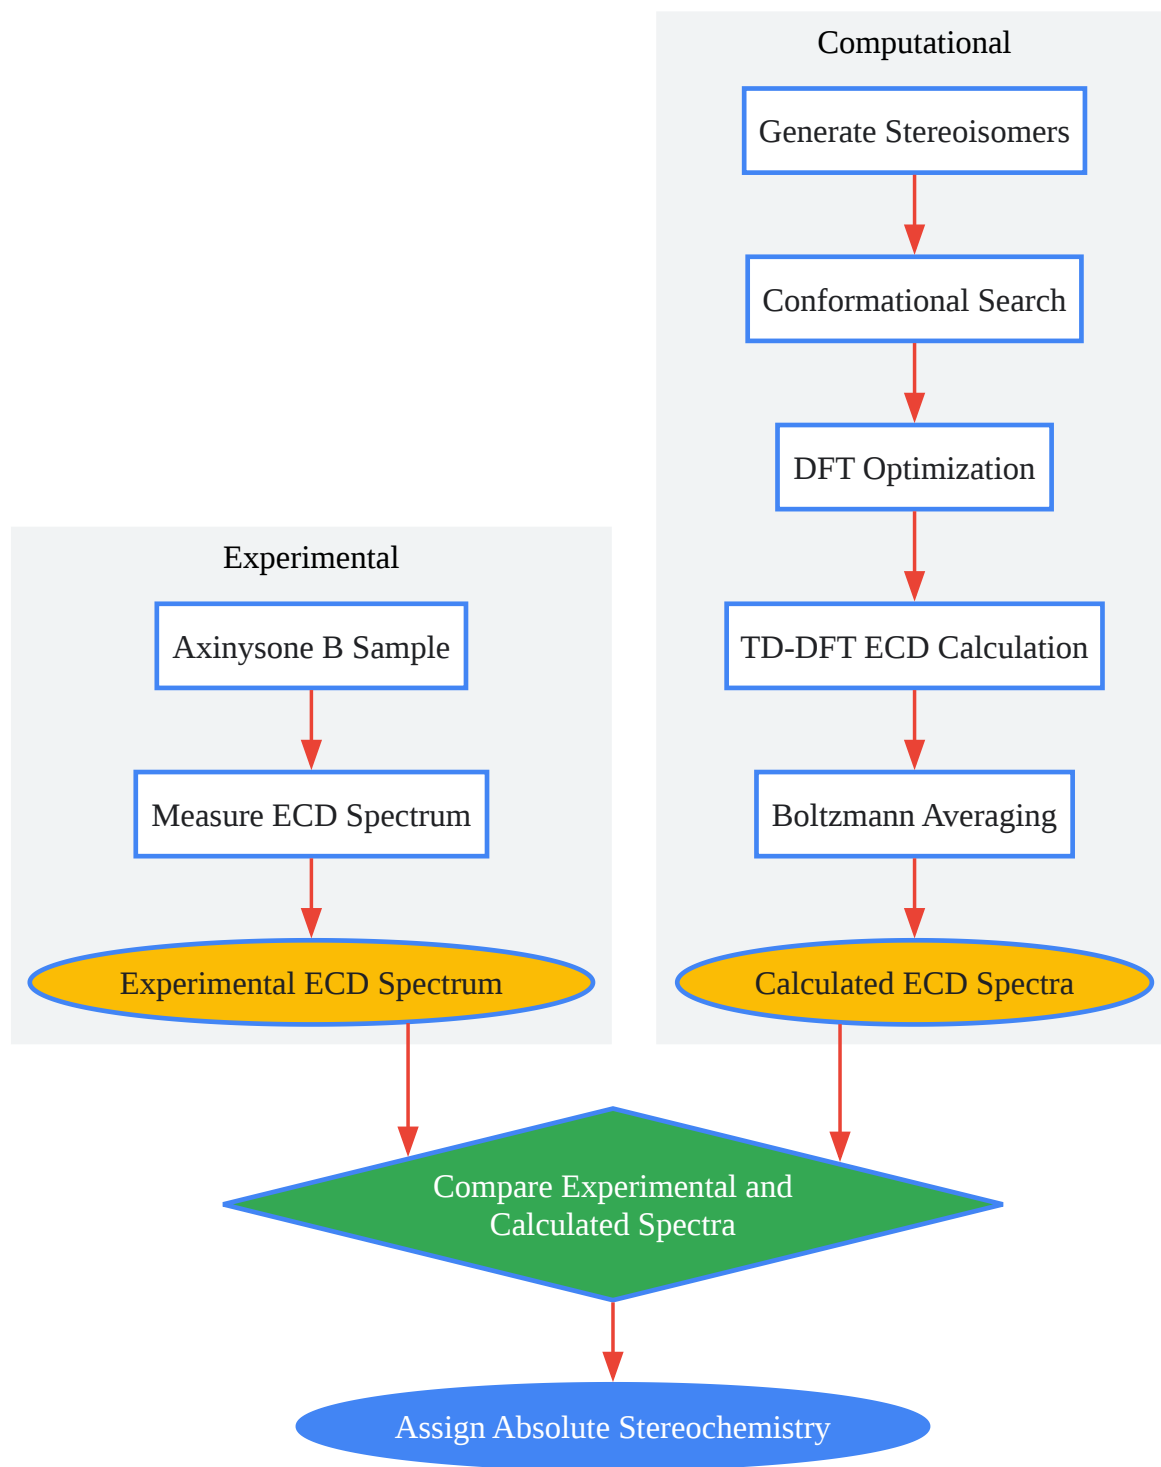 Computational
Generate Stereoisomers
Conformational Search
DFT Optimization
TD-DFT ECD Calculation
Boltzmann Averaging
Calculated ECD Spectra
Experimental
Axinysone B Sample
Measure ECD Spectrum
Experimental ECD Spectrum
Compare Experimental and
Calculated Spectra
Assign Absolute Stereochemistry